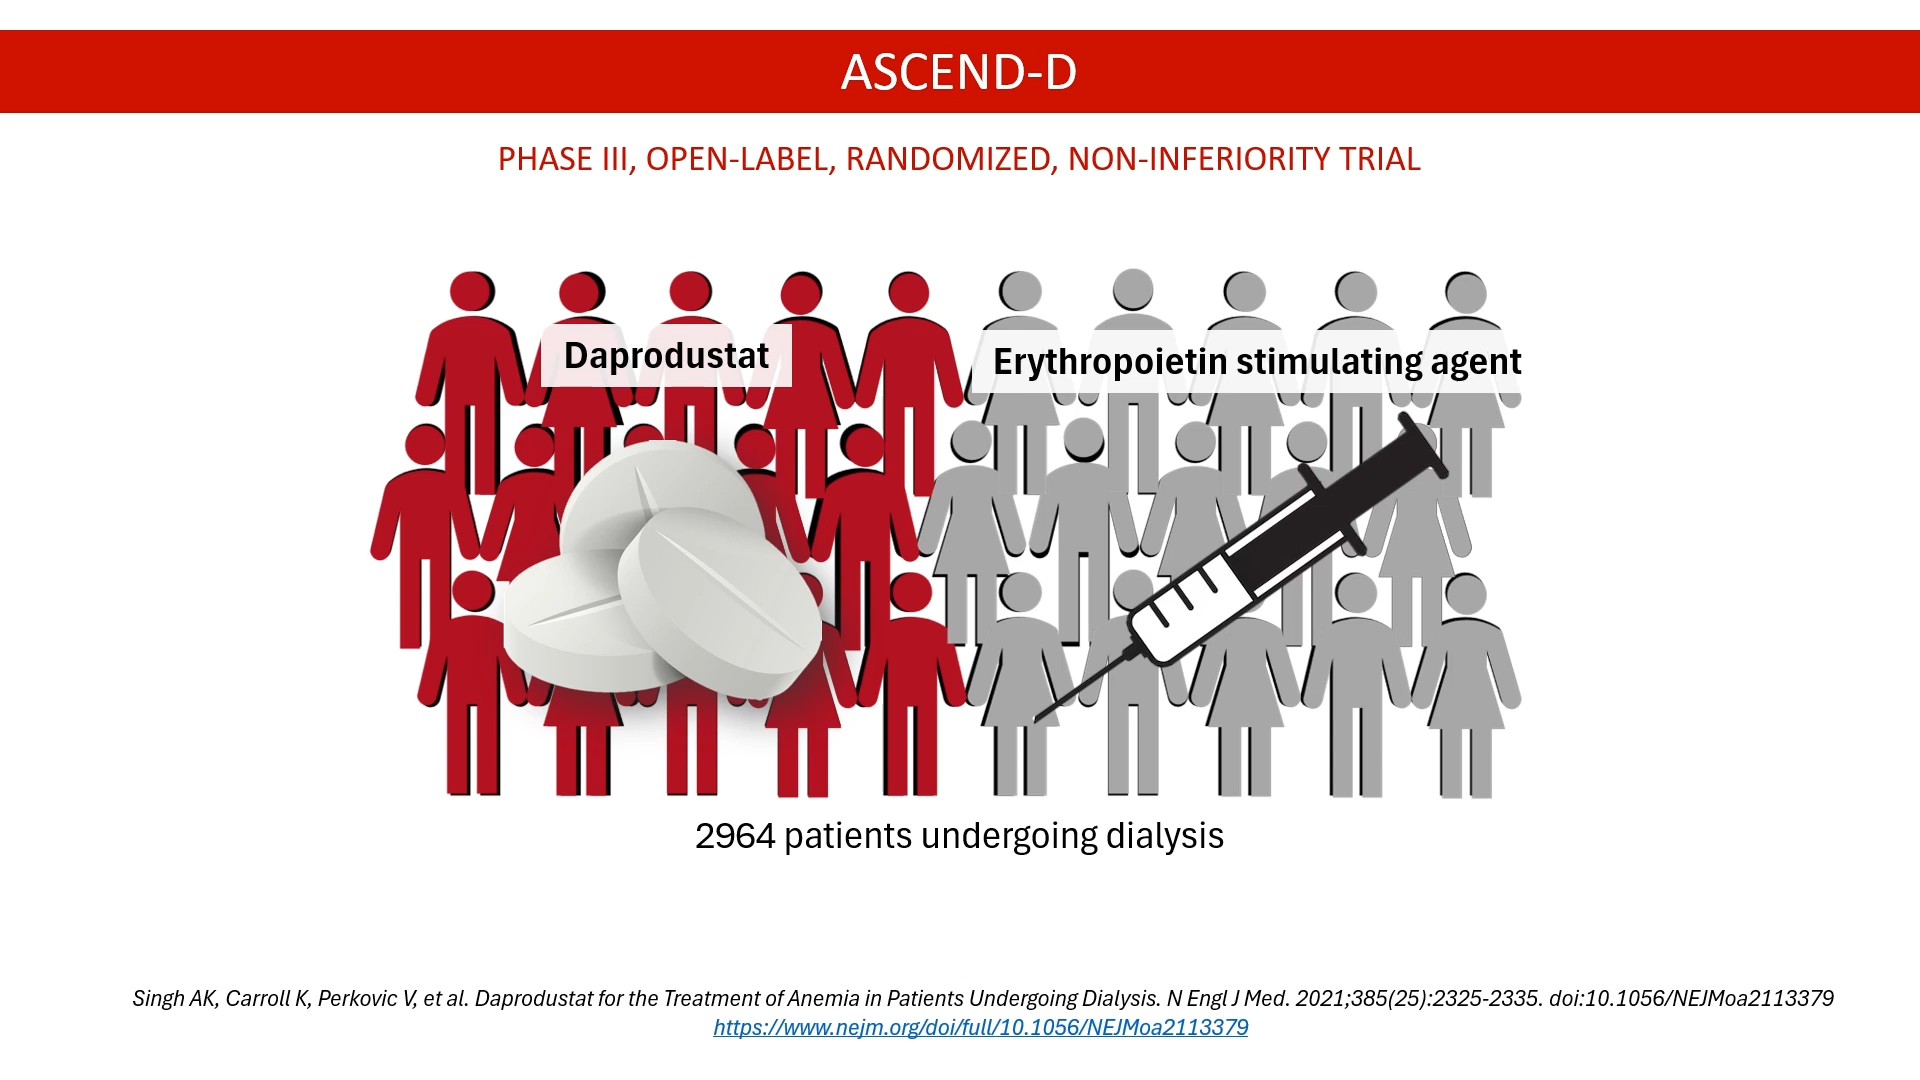 ASCEND-D
PHASE III, OPEN-LABEL, RANDOMIZED, NON-INFERIORITY TRIAL
Daprodustat
Erythropoietin stimulating agent
2964 patients undergoing dialysis
Singh AK, Carroll K, Perkovic V, et al. Daprodustat for the Treatment of Anemia in Patients Undergoing Dialysis. N Engl J Med. 2021;385(25):2325-2335. doi:10.1056/NEJMoa2113379
https://www.nejm.org/doi/full/10.1056/NEJMoa2113379